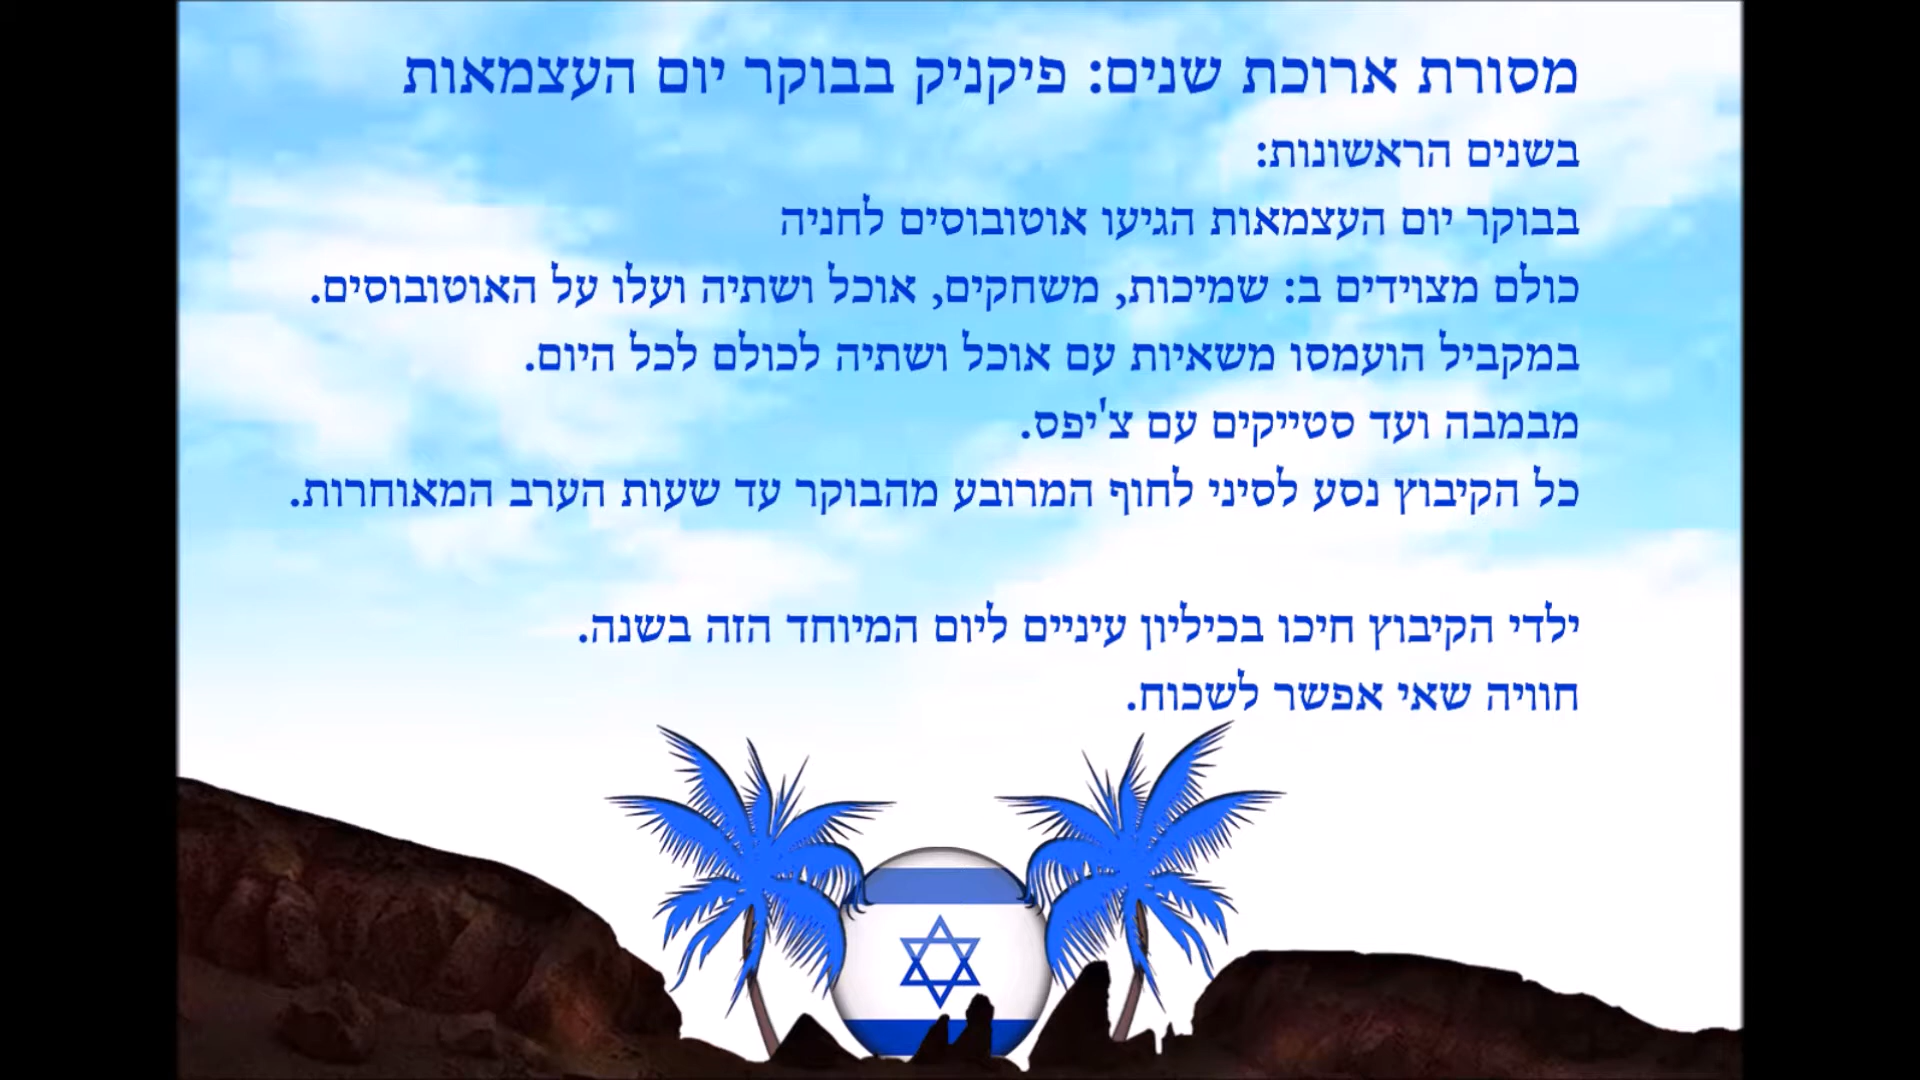 מסורת ארוכת שנים: פיקניק בבוקר יום העצמאות
בשנים הראשונות:
בבוקר יום העצמאות הגיעו אוטובוסים לחניה
כולם מצוידים ב: שמיכות, משחקים, אוכל ושתיה ועלו על האוטובוסים.
במקביל הועמסו משאיות עם אוכל ושתיה לכולם לכל היום.
מבמבה ועד סטייקים עם צ'יפס.
כל הקיבוץ נסע לסיני לחוף המרובע מהבוקר עד שעות הערב המאוחרות.
ילדי הקיבוץ חיכו בכיליון עיניים ליום המיוחד הזה בשנה.
חוויה שאי אפשר לשכוח.